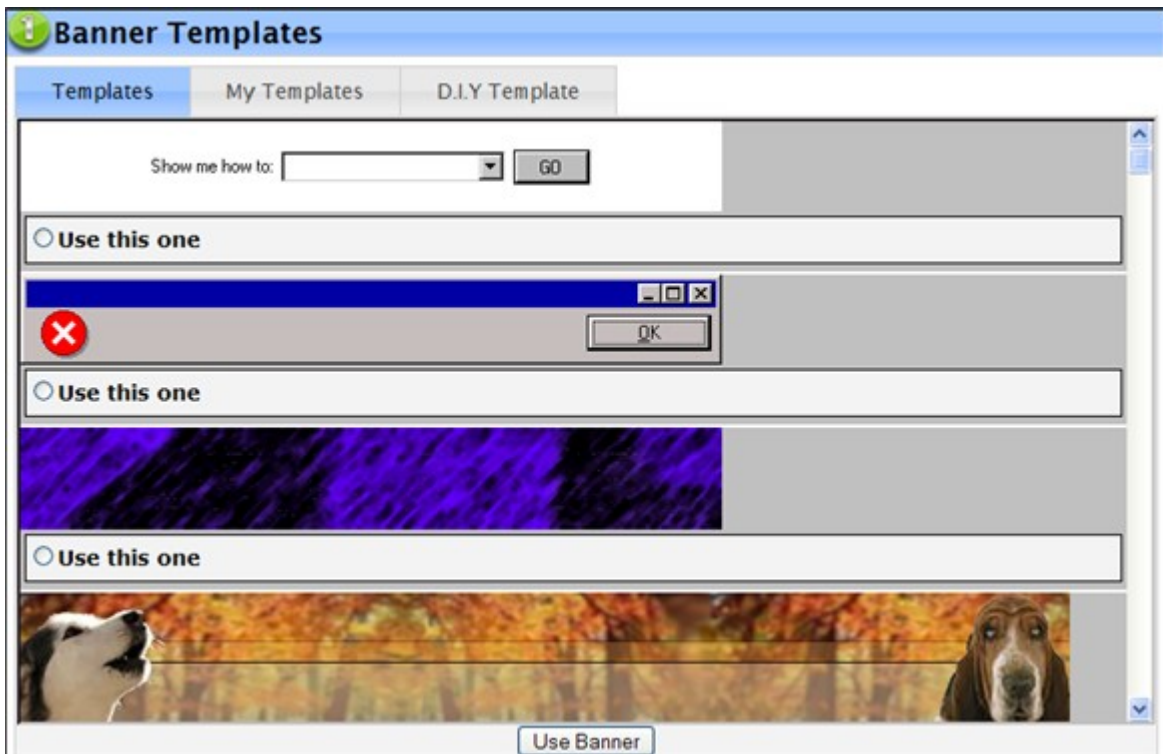 1 Banner Templates
Templates My Templates D.I.Y Template
Show me how to: GO
Use this one
OK
Use this one
Use this one
Use Banner